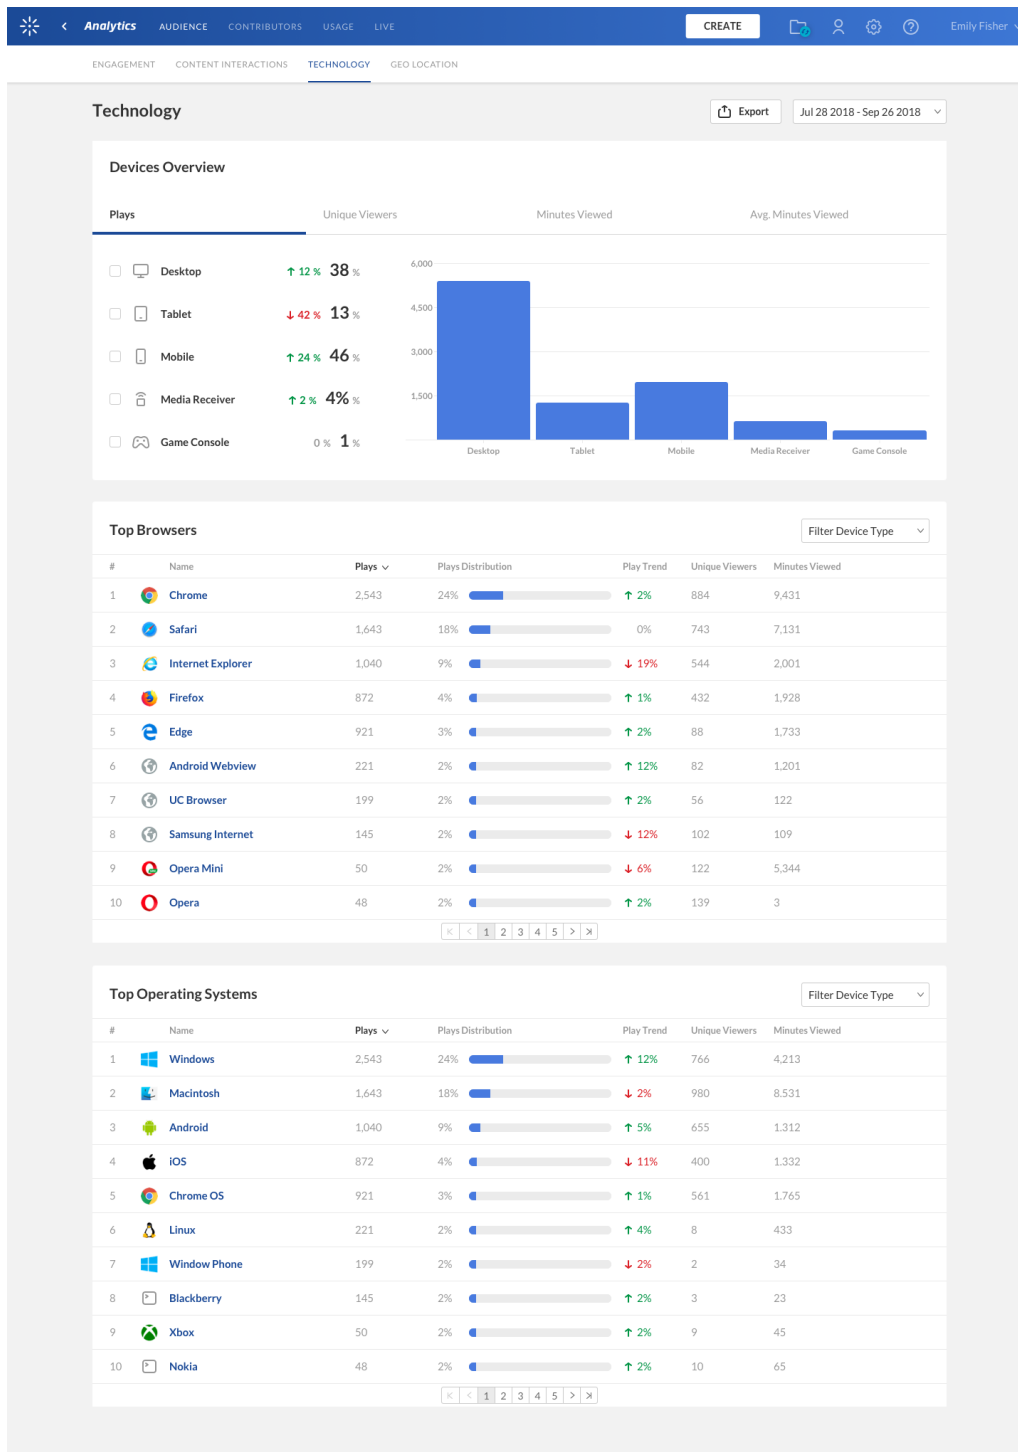 Analytics AUDIENCE CONTRIBUTORS USAGE LIVE CREATE Emily Fisher
ENGAGEMENT CONTENT INTERACTIONS TECHNOLOGY GEO LOCATION
Technology Export Jul 28 2018 - Sep 26 2018
Devices Overview
Plays Unique Viewers Minutes Viewed Avg. Minutes Viewed
Desktop 12 % 38 %
Tablet 42 % 13 %
Mobile 24 % 46 %
Media Receiver 2 % 4% %
Game Console 0 % 1 %
6,000
4,500
3,000
1,500
Desktop Tablet Mobile Media Receiver Game Console
Top Browsers Filter Device Type
# Name Plays Plays Distribution Play Trend Unique Viewers Minutes Viewed
1 Chrome 2,543 24% 2% 884 9,431
2 Safari 1,643 18% 0% 743 7,131
3 Internet Explorer 1,040 9% 19% 544 2,001
4 Firefox 872 4% 1% 432 1,928
5 Edge 921 3% 2% 88 1,733
6 Android Webview 221 2% 12% 82 1,201
7 UC Browser 199 2% 2% 56 122
8 Samsung Internet 145 2% 12% 102 109
9 Opera Mini 50 2% 6% 122 5,344
10 Opera 48 2% 2% 139 3
1 2 3 4 5
Top Operating Systems Filter Device Type
# Name Plays Plays Distribution Play Trend Unique Viewers Minutes Viewed
1 Windows 2,543 24% 12% 766 4,213
2 Macintosh 1,643 18% 2% 980 8.531
3 Android 1,040 9% 5% 655 1.312
4 iOS 872 4% 11% 400 1.332
5 Chrome OS 921 3% 1% 561 1.765
6 Linux 221 2% 4% 8 433
7 Window Phone 199 2% 2% 2 34
8 Blackberry 145 2% 2% 3 23
9 Xbox 50 2% 2% 9 45
10 Nokia 48 2% 2% 10 65
1 2 3 4 5